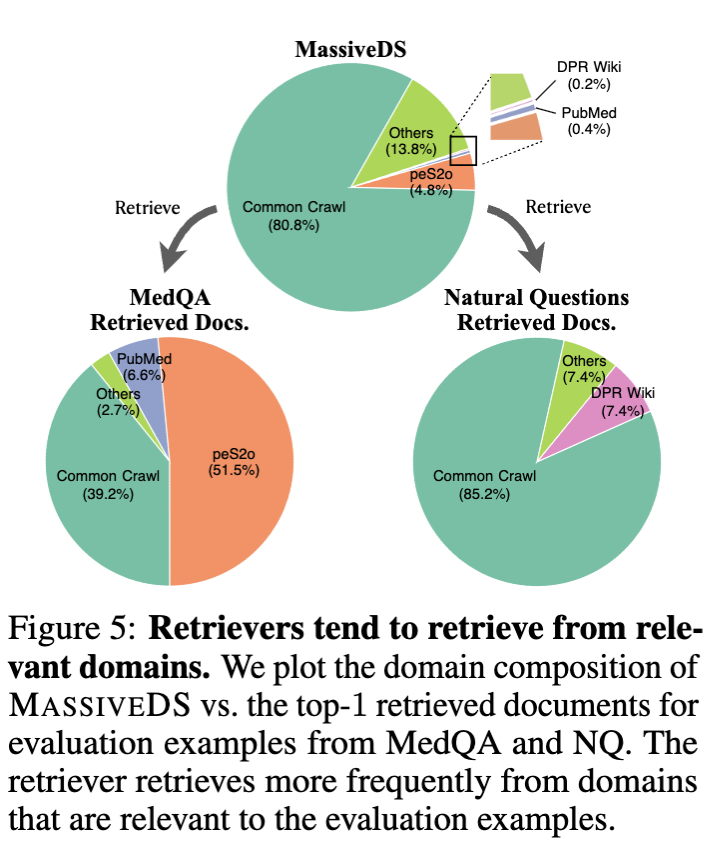 MassiveDS
DPR Wiki
(0.2%)
PubMed
(0.4%)
Others
(13.8%)
peS2o
(4.8%)
Common Crawl
(80.8%)
Retrieve
Retrieve
MedQA
Retrieved Docs.
PubMed
(6.6%)
Others
(2.7%)
peS2o
(51.5%)
Common Crawl
(39.2%)
Natural Questions
Retrieved Docs.
Others
(7.4%)
DPR Wiki
(7.4%)
Common Crawl
(85.2%)
Figure 5: Retrievers tend to retrieve from rele-
vant domains. We plot the domain composition of
MASSIVEDS vs. the top-1 retrieved documents for
evaluation examples from MedQA and NQ. The
retriever retrieves more frequently from domains
that are relevant to the evaluation examples.